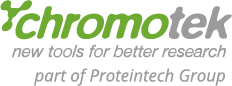 chromotek
new tools for better research
part of Proteintech Group